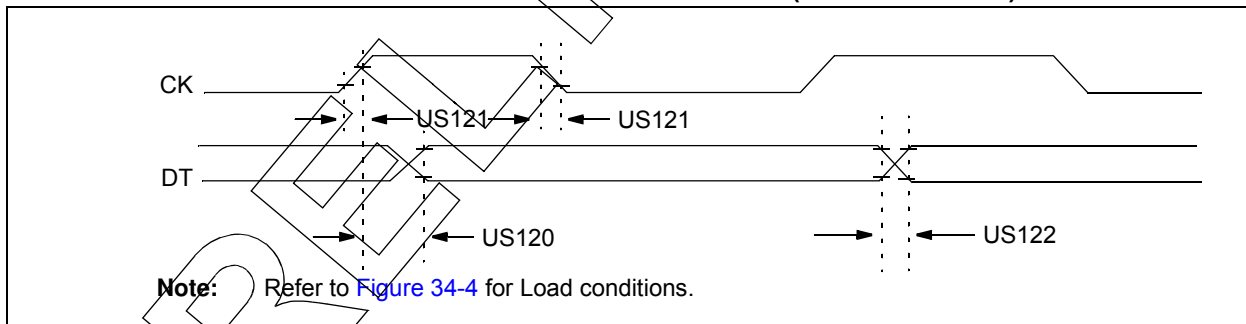 CK
US121
US121
DT
US120
US122
Note: Refer to Figure 34-4 for Load conditions.